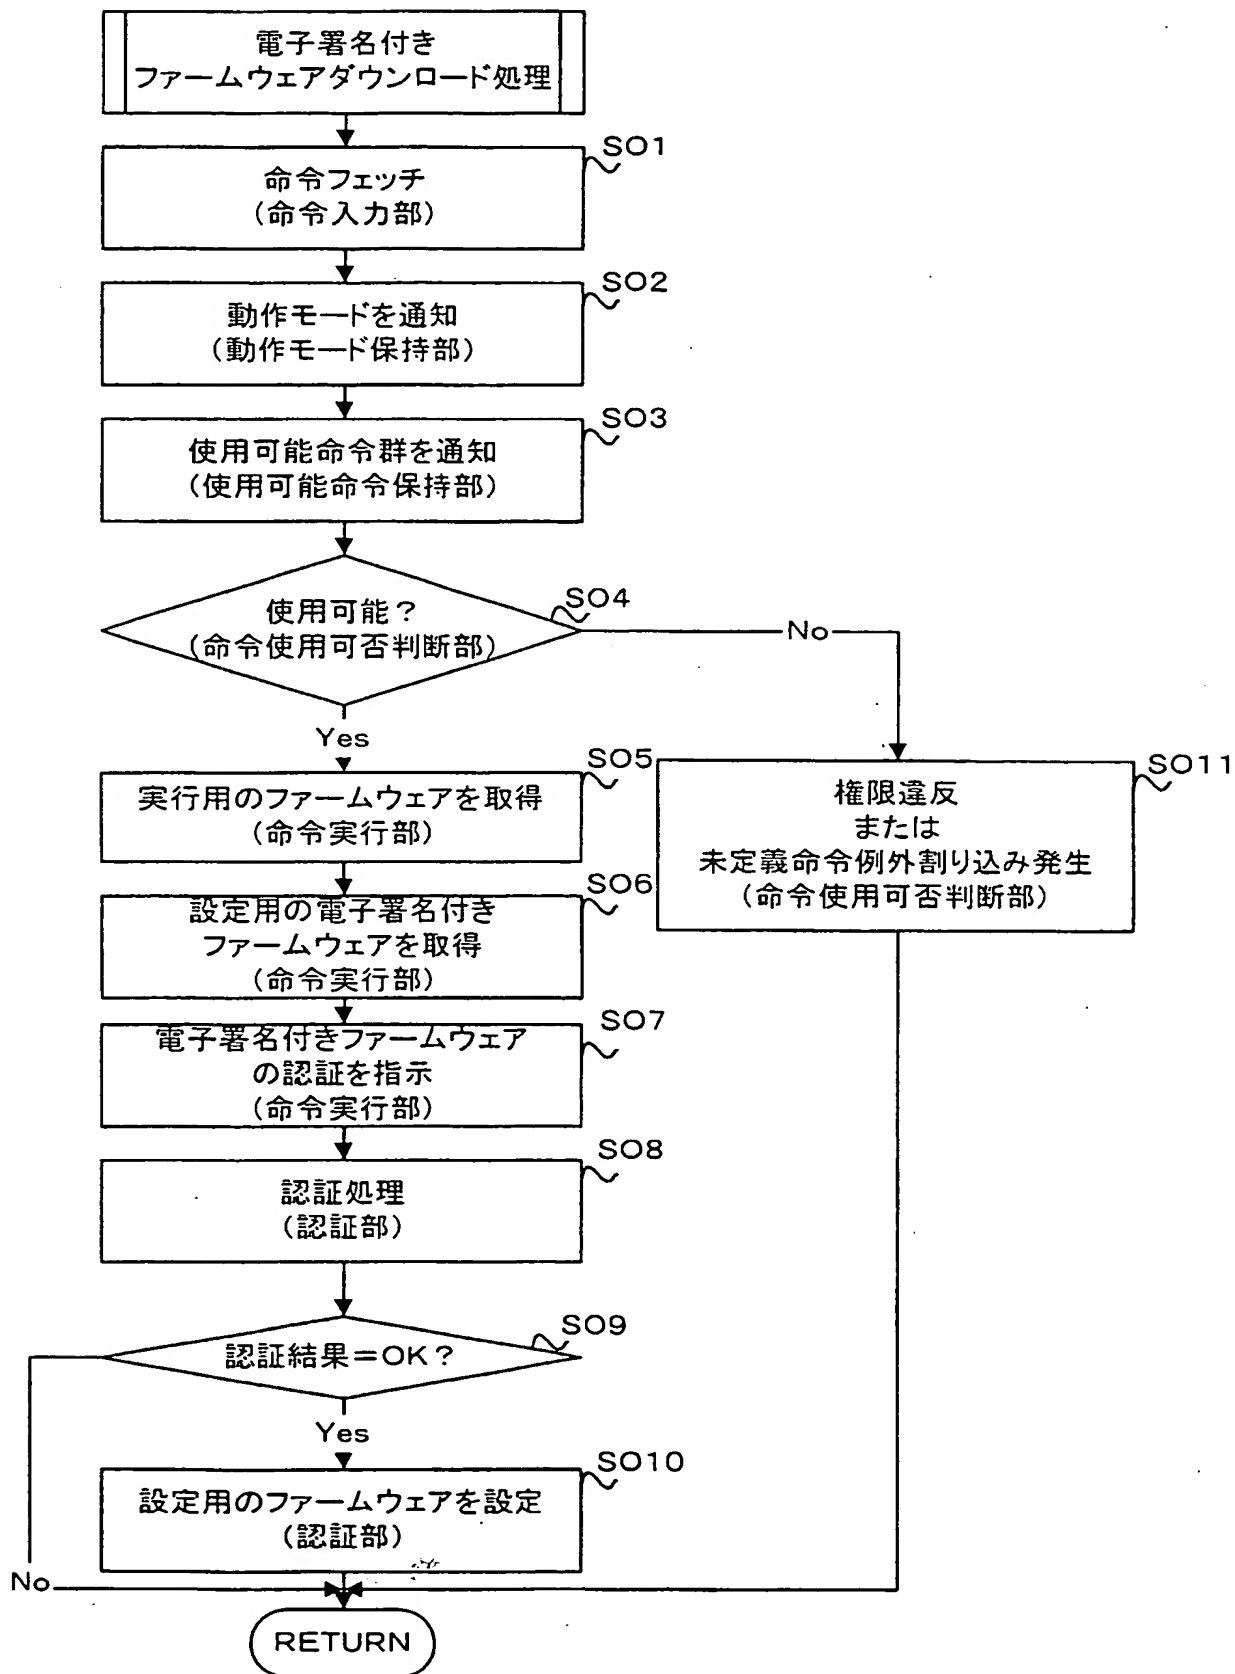 電子署名付き
ファームウェアダウンロード処理
SO1
命令フェッチ
(命令入力部)
SO2
動作モードを通知
(動作モード保持部)
SO3
使用可能命令群を通知
(使用可能命令保持部)
SO4
使用可能?
(命令使用可否判断部)
No
Yes
SO5
実行用のファームウェアを取得
(命令実行部)
SO11
権限違反
または
未定義命令例外割り込み発生
(命令使用可否判断部)
SO6
設定用の電子署名付き
ファームウェアを取得
(命令実行部)
SO7
電子署名付きファームウェア
の認証を指示
(命令実行部)
SO8
認証処理
(認証部)
SO9
認証結果=OK?
Yes
SO10
設定用のファームウェアを設定
(認証部)
No
RETURN